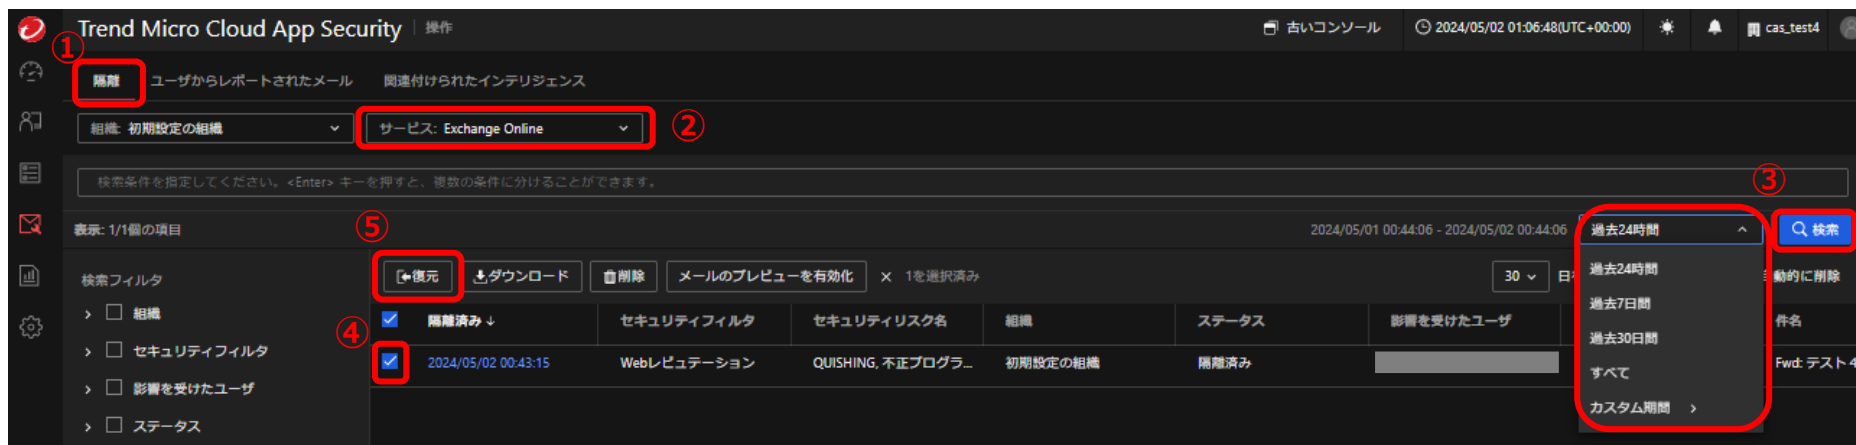 Trend Micro Cloud App Security 操作 古いコンソール 2024/05/02 01:06:48(UTC+00:00) cas_test4
①
隔離 ユーザからレポートされたメール 関連付けられたインテリジェンス
組織: 初期設定の組織 サービス: Exchange Online ②
検索条件を指定してください。<Enter> キーを押すと、複数の条件に分けることができます。
③
表示: 1/1個の項目 2024/05/01 00:44:06 - 2024/05/02 00:44:06 過去24時間 検索
⑤
検索フィルタ 復元 ダウンロード 削除 メールのプレビューを有効化 × 1を選択済み 30 日 動的に削除
過去24時間
過去7日間
過去30日間
すべて
カスタム期間 >
組織
セキュリティフィルタ
影響を受けたユーザ
ステータス
④
隔離済み ↓ セキュリティフィルタ セキュリティリスク名 組織 ステータス 影響を受けたユーザ 件名
2024/05/02 00:43:15 Webレピュテーション QUISHING, 不正プログラ... 初期設定の組織 隔離済み Fwd: テスト4